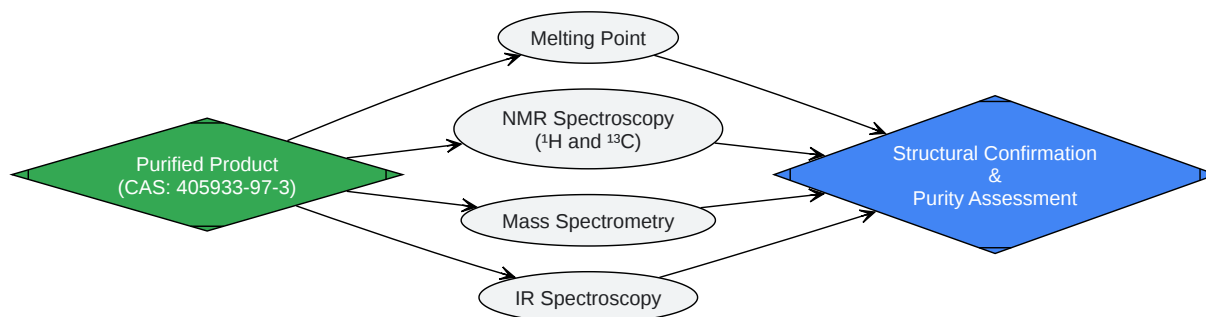 Melting Point
NMR Spectroscopy
(¹H and ¹³C)
Purified Product
(CAS: 405933-97-3)
Structural Confirmation
&
Purity Assessment
Mass Spectrometry
IR Spectroscopy